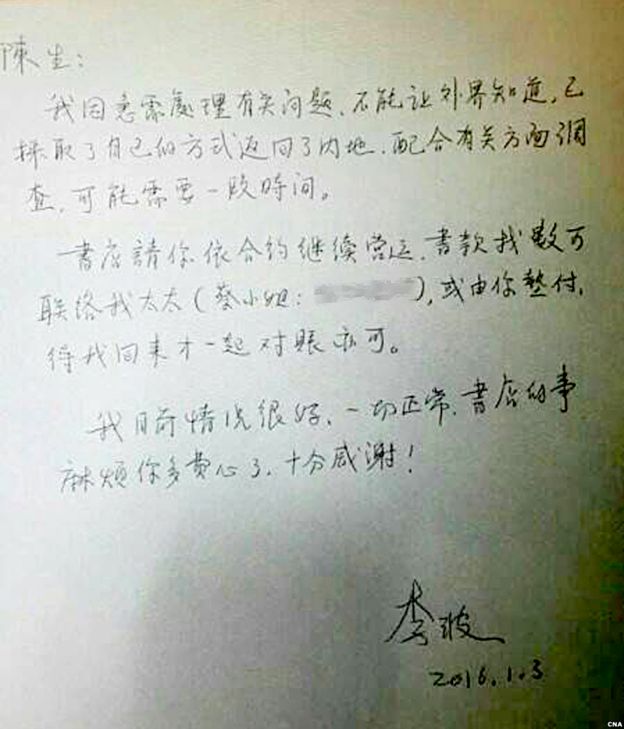 陳生:
我因急需處理有关问题、不能让外界知道,已
採取了自己的方式返回了内地、配合有关方面调
查,可能需要一段時间。
書店請你依合约继续营运、書款找數可
联络我太太(蔡小姐: ),或由你墊付、
得我回来才一起对賬亦可。
我目前情况很好、一切正常、書店的事
麻烦你多費心了、十分感谢!
李波
2016.1.3
CNA